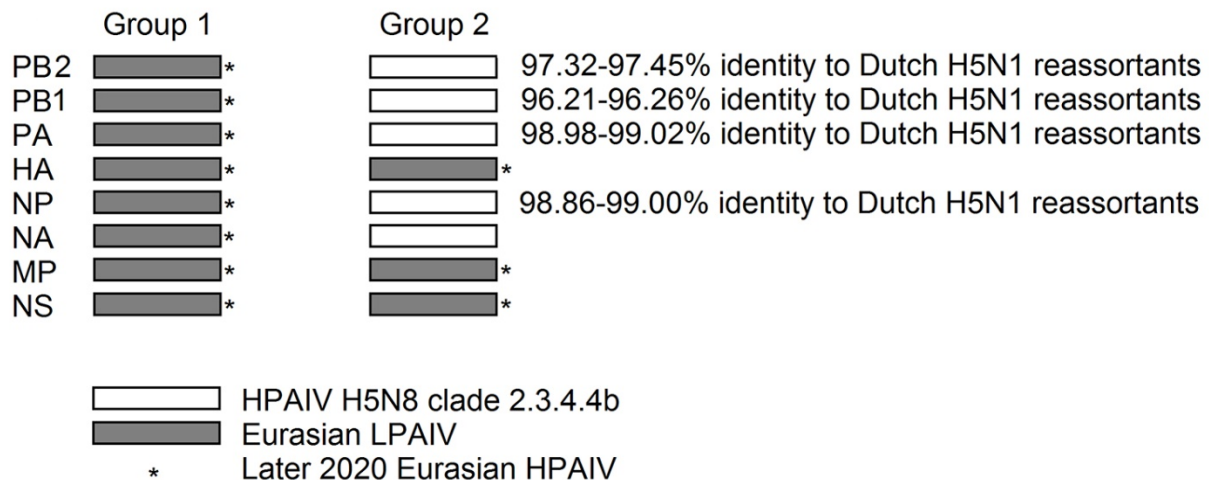 Group 1 Group 2
PB2 * 97.32-97.45% identity to Dutch H5N1 reassortants
PB1 * 96.21-96.26% identity to Dutch H5N1 reassortants
PA * 98.98-99.02% identity to Dutch H5N1 reassortants
HA * *
NP * 98.86-99.00% identity to Dutch H5N1 reassortants
NA *
MP * *
NS * *
HPAIV H5N8 clade 2.3.4.4b
Eurasian LPAIV
* Later 2020 Eurasian HPAIV